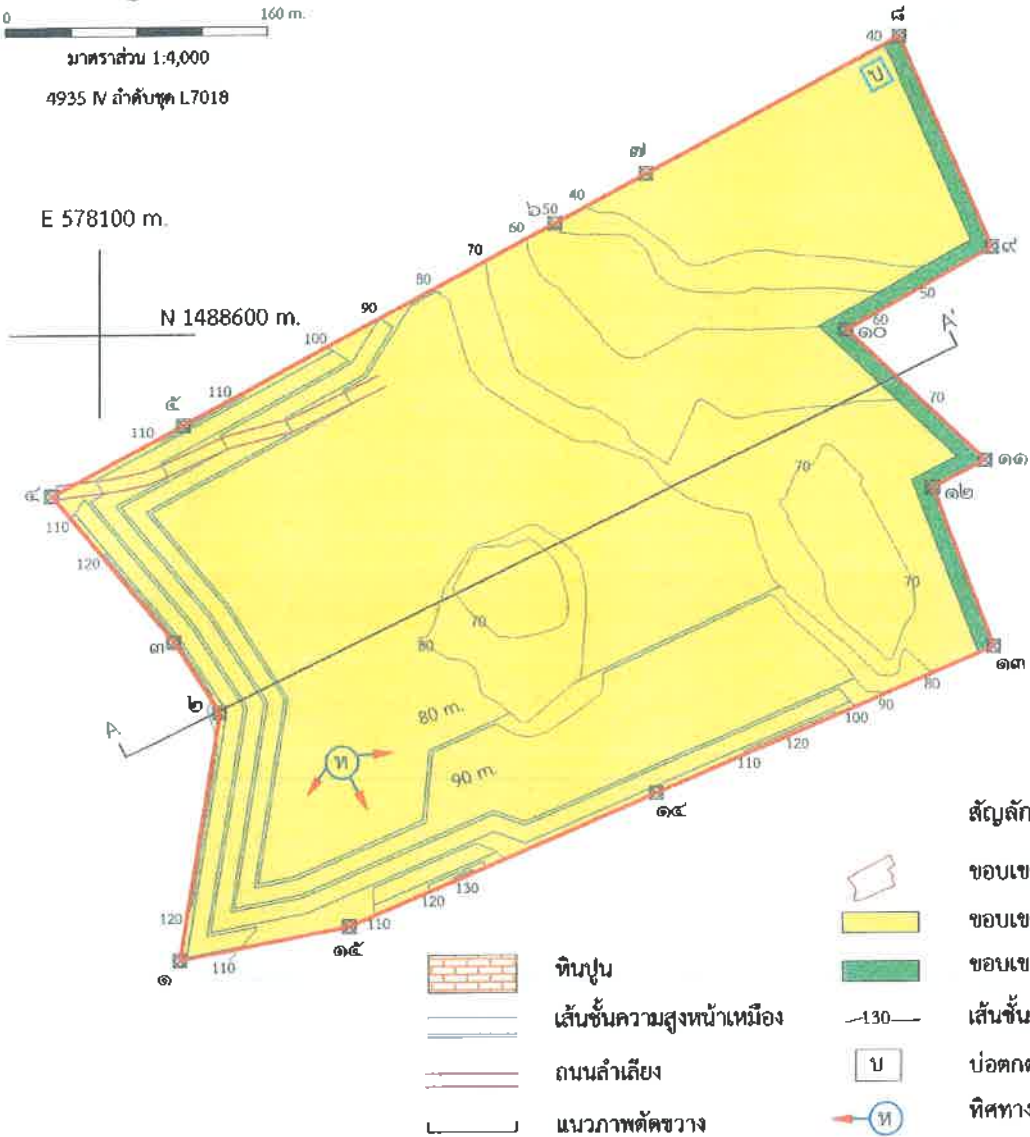 0 160 m.
มาตราส่วน 1:4,000
4935 IV ลำดับชุด L7018
E 578100 m.
N 1488600 m.
40 ๘
บ
๗
40
๖ 50
60
70
80
90
100
110
๕
110
๔
110
120
๓
๒
A
๙
50
60
๑๐
A'
70
๑๑
๑๒
70
70
70
80
80 m.
90 m.
ห
๑๓
80
90
100
120
110
๑๔
130
120
110
๑๕
120
๑
110
สัญลัก
ขอบเข
ขอบเข
หินปูน
ขอบเข
เส้นชั้นความสูงหน้าเหมือง
130 เส้นชั้น
ถนนลำเลียง
บ บ่อตกต
แนวภาพตัดขวาง
ห ทิศทาง